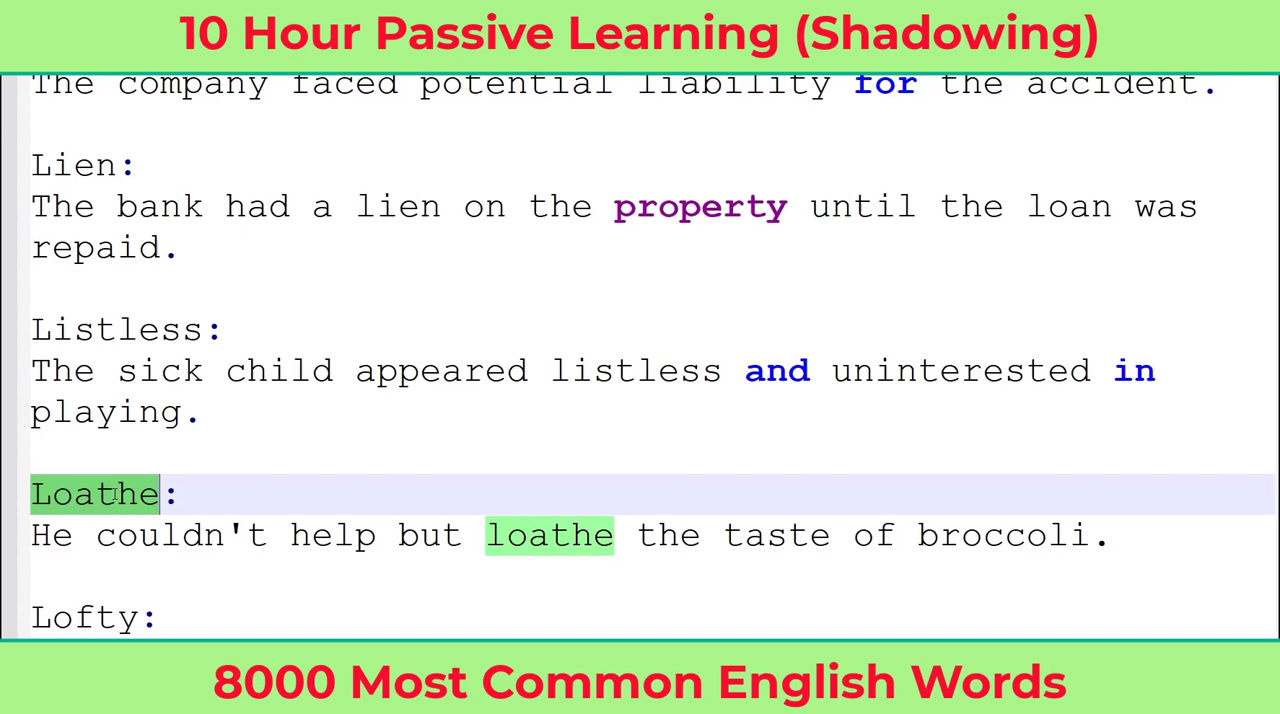 10 Hour Passive Learning (Shadowing)
The company faced potential liability for the accident.
Lien:
The bank had a lien on the property until the loan was
repaid.
Listless:
The sick child appeared listless and uninterested in
playing.
Loathe:
He couldn't help but loathe the taste of broccoli.
Lofty:
8000 Most Common English Words